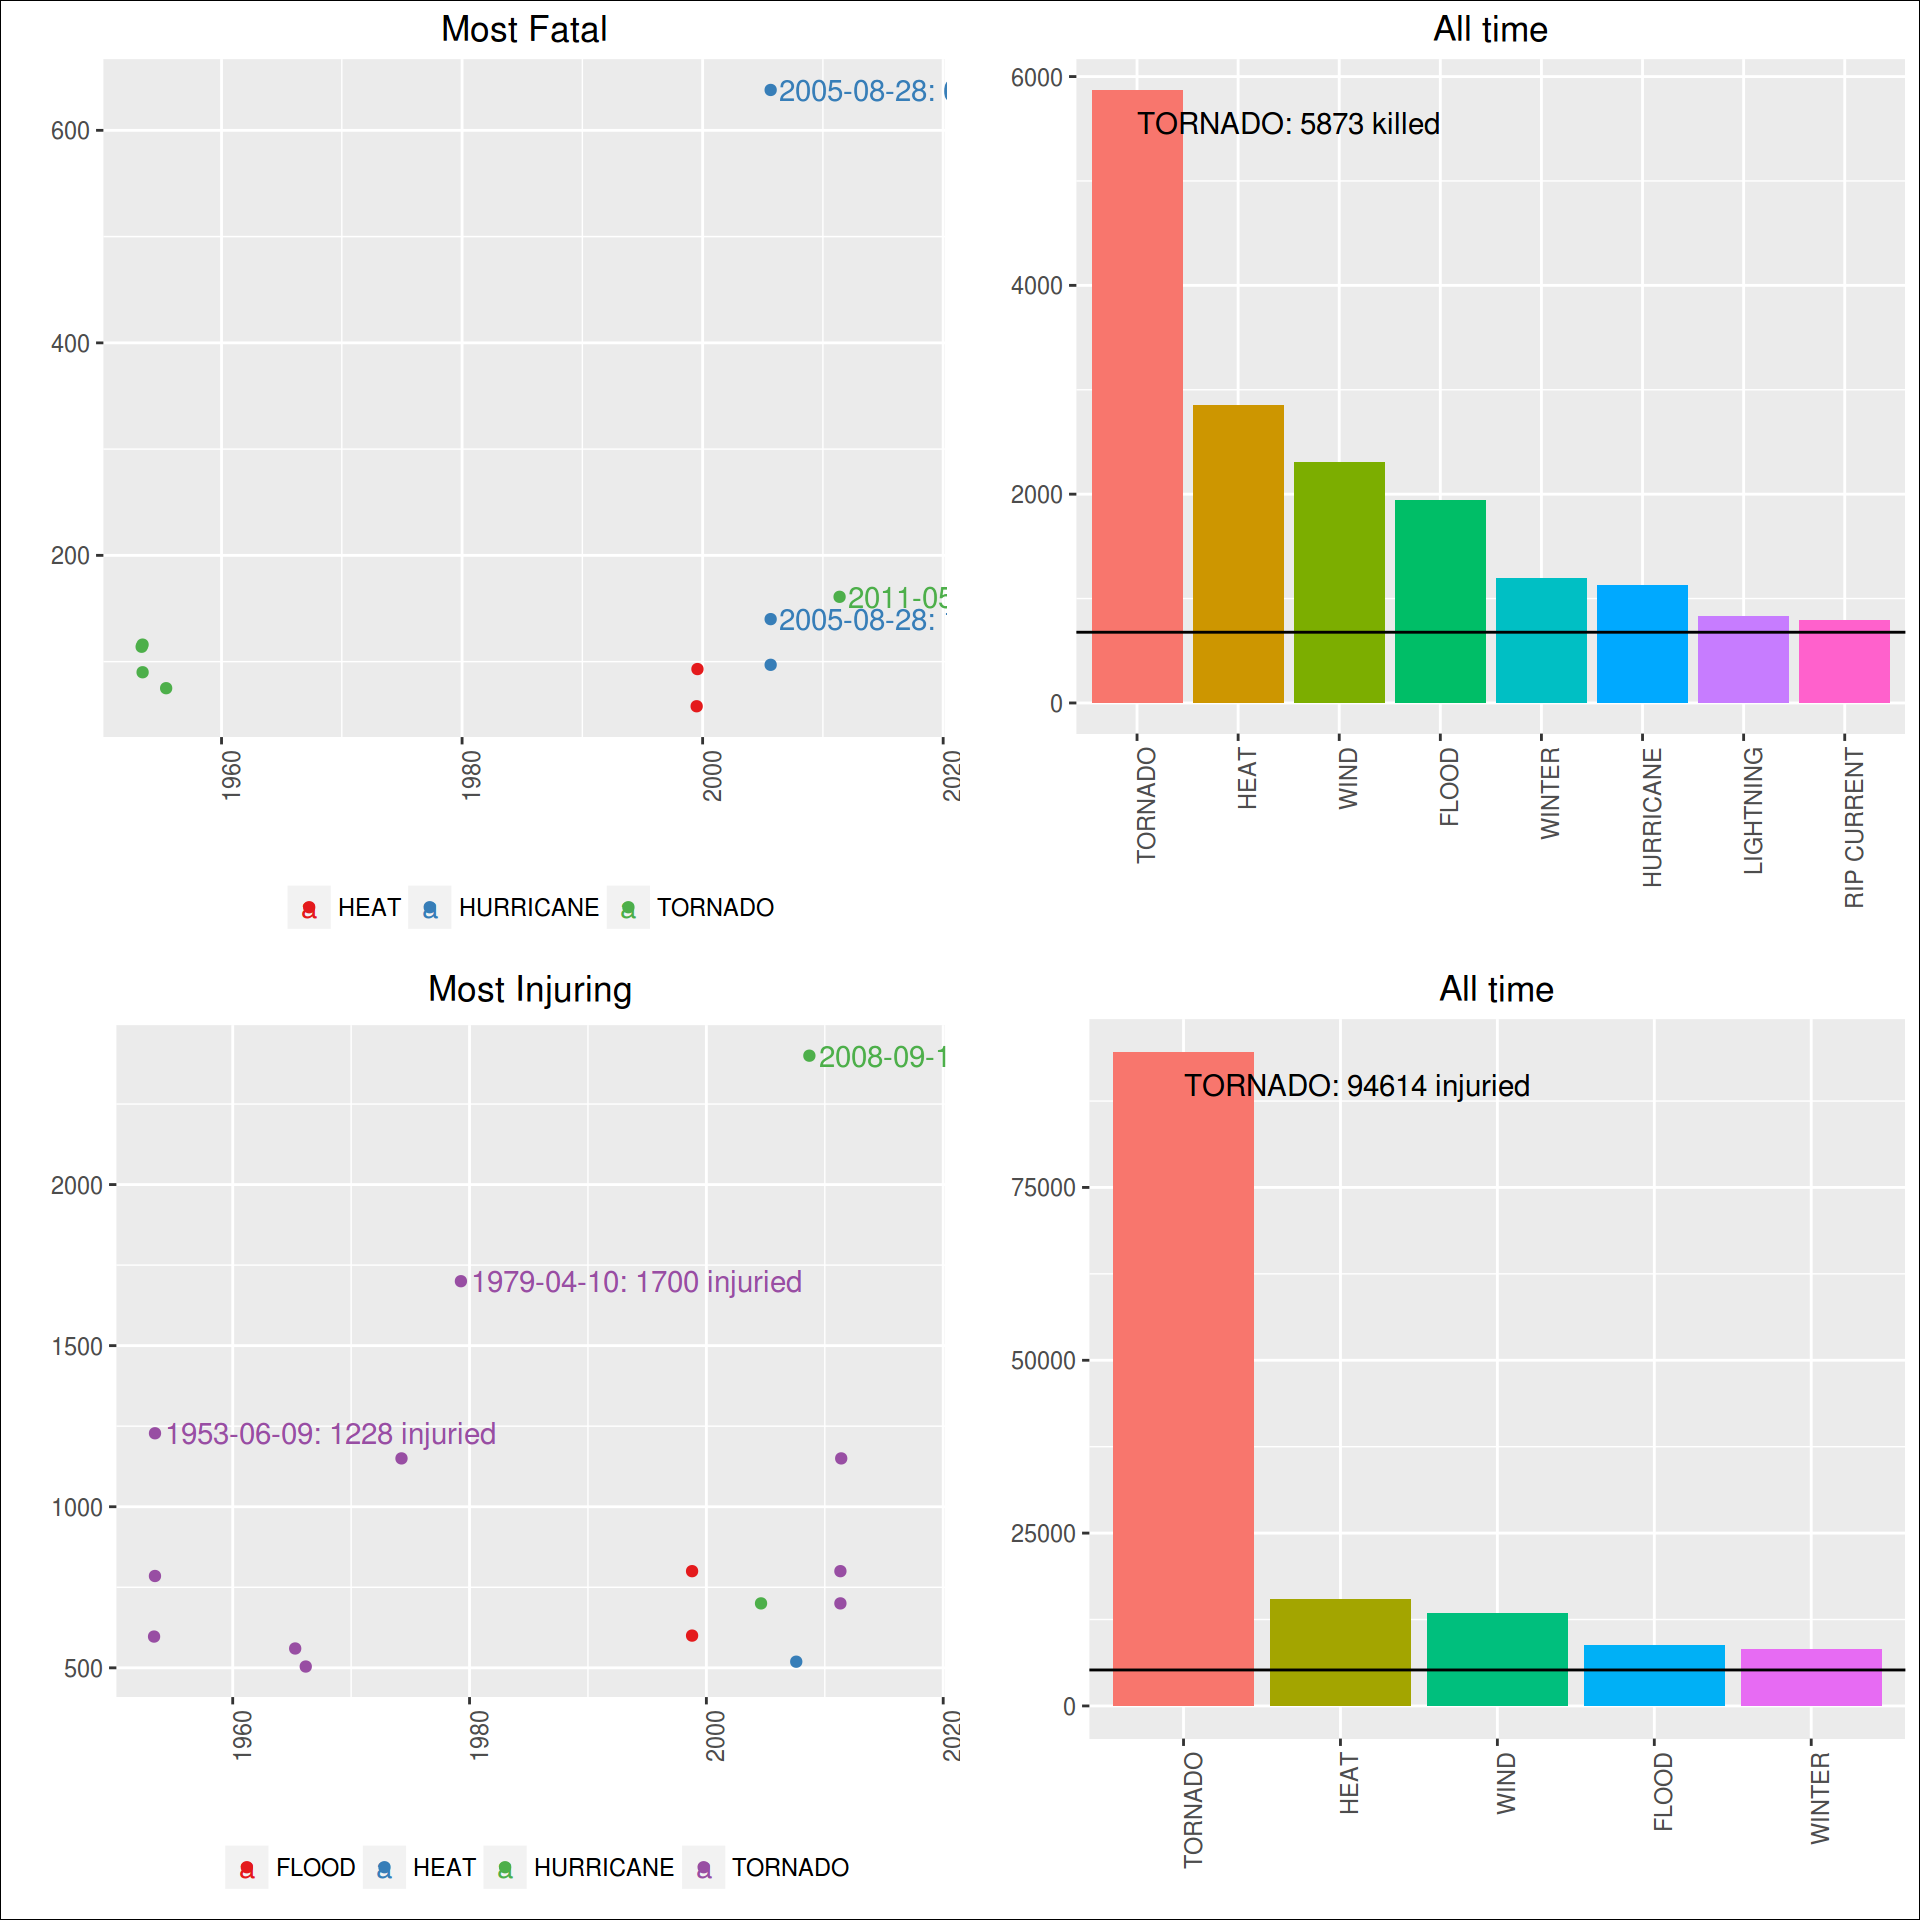 Most Fatal
600
400
200
2005-08-28:
2011-05
2005-08-28:
1960
1980
2000
2020
HEAT HURRICANE TORNADO
All time
6000
4000
2000
0
TORNADO: 5873 killed
TORNADO
HEAT
WIND
FLOOD
WINTER
HURRICANE
LIGHTNING
RIP CURRENT
Most Injuring
2000
1500
1000
500
2008-09-1
1979-04-10: 1700 injuried
1953-06-09: 1228 injuried
1960
1980
2000
2020
a FLOOD a HEAT a HURRICANE a TORNADO
All time
75000
50000
25000
0
TORNADO: 94614 injuried
TORNADO
HEAT
WIND
FLOOD
WINTER